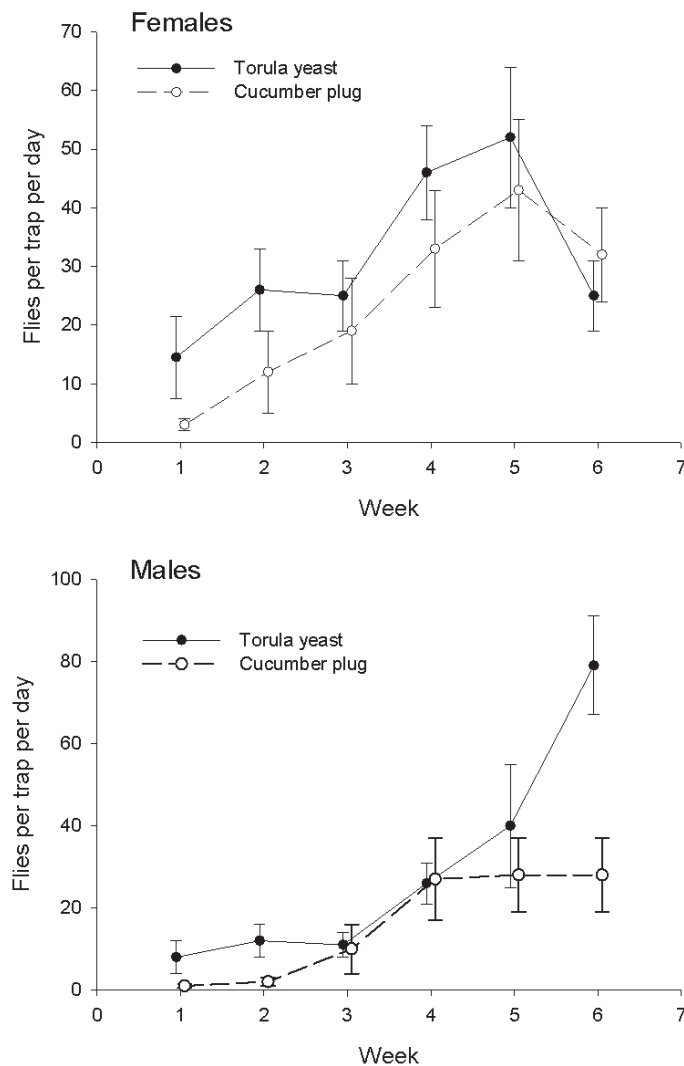 Females
Torula yeast
Cucumber plug
Flies per trap per day
70
60
50
40
30
20
10
0
0 1 2 3 4 5 6 7
Week
Males
Torula yeast
Cucumber plug
Flies per trap per day
100
80
60
40
20
0
0 1 2 3 4 5 6 7
Week